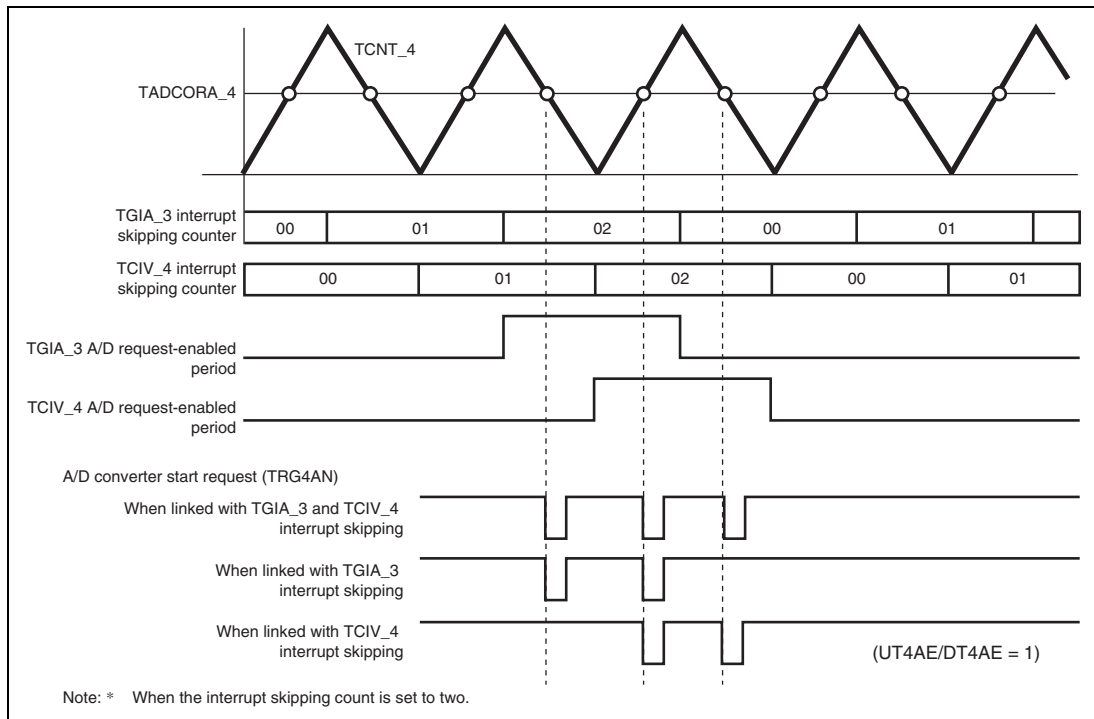 TCNT_4
TADCORA_4
TGIA_3 interrupt
skipping counter
00 01 02 00 01
TCIV_4 interrupt
skipping counter
00 01 02 00 01
TGIA_3 A/D request-enabled
period
TCIV_4 A/D request-enabled
period
A/D converter start request (TRG4AN)
When linked with TGIA_3 and TCIV_4
interrupt skipping
When linked with TGIA_3
interrupt skipping
When linked with TCIV_4
interrupt skipping
(UT4AE/DT4AE = 1)
Note: * When the interrupt skipping count is set to two.